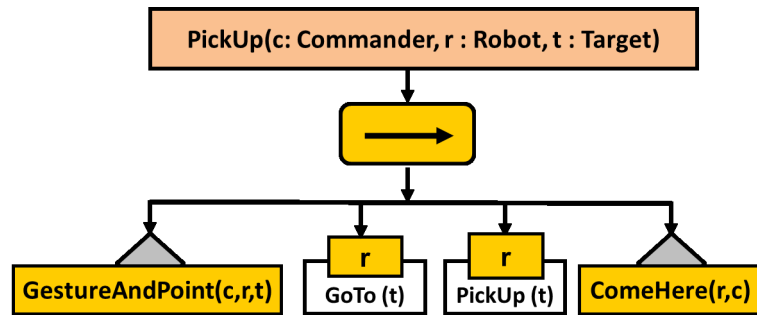 PickUp(c: Commander, r : Robot, t : Target)
r
r
GestureAndPoint(c,r,t)
GoTo (t)
PickUp (t)
ComeHere(r,c)